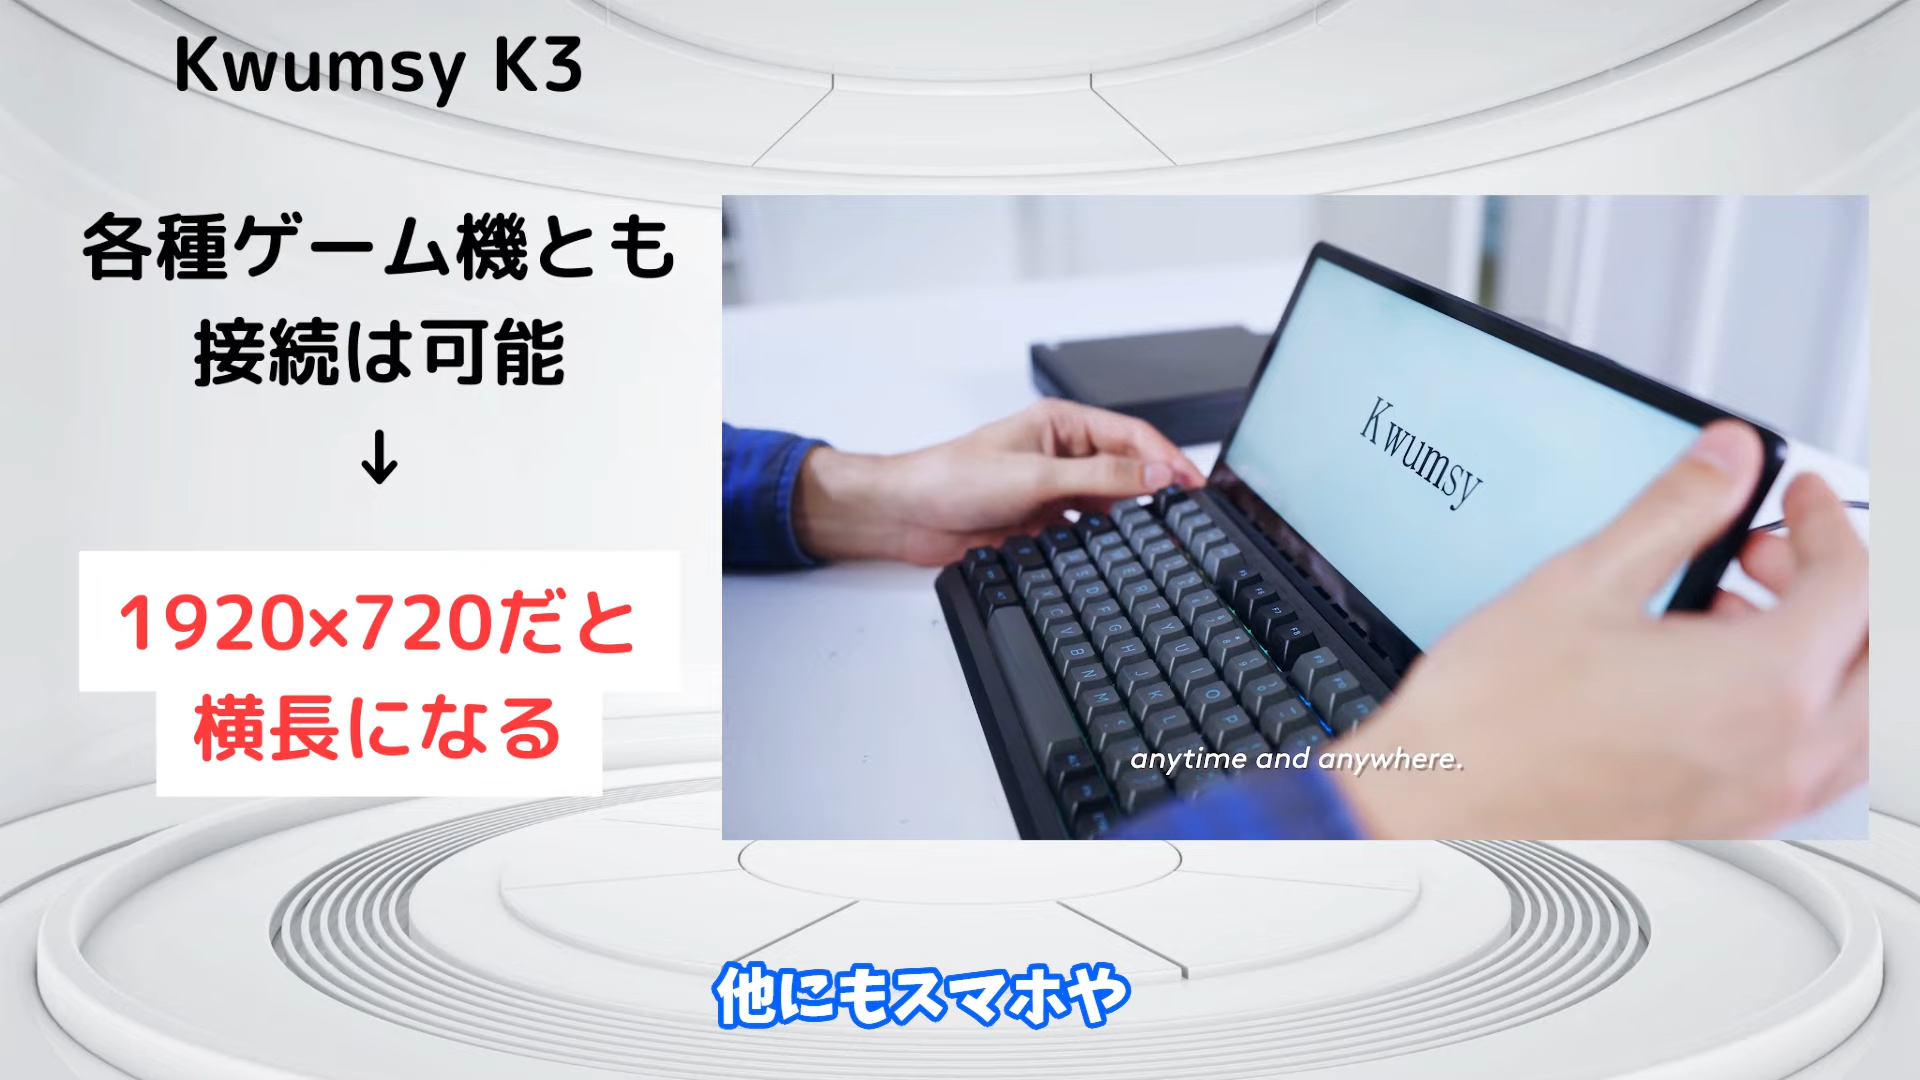 Kwumsy K3
各種ゲーム機とも
接続は可能
↓
1920×720だと
横長になる
Kwumsy
anytime and anywhere.
他にもスマホや